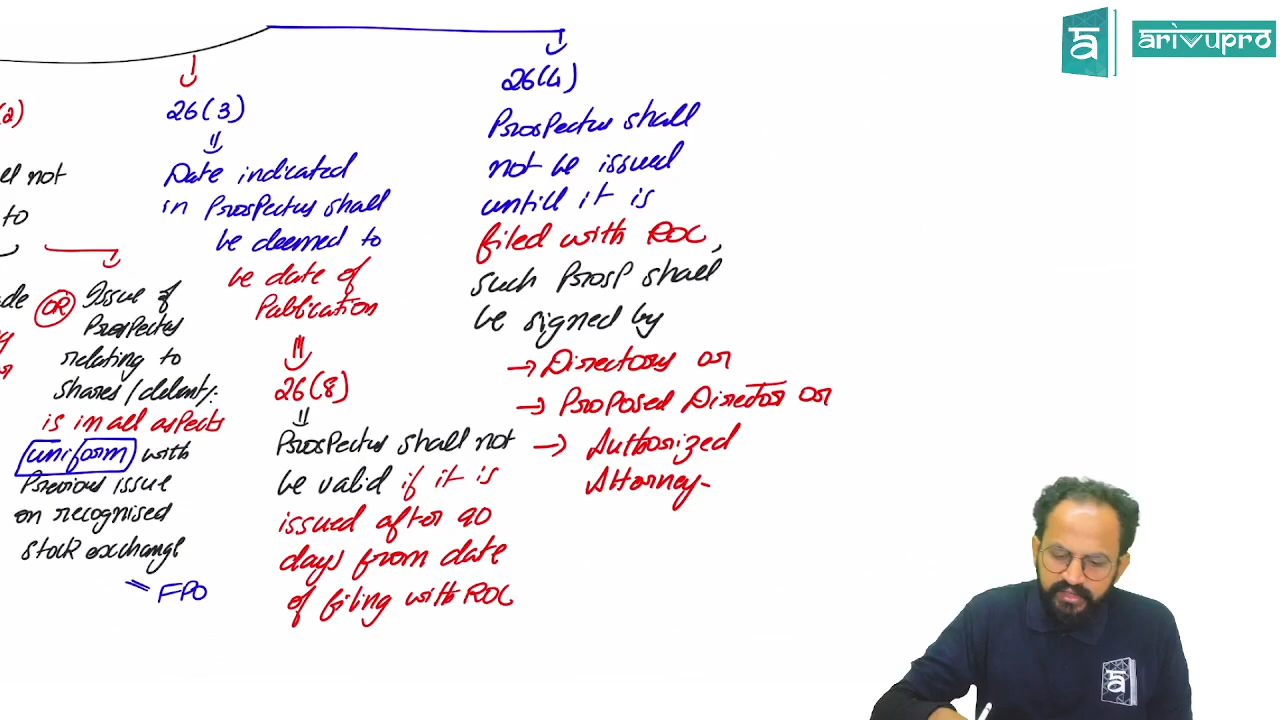 arivupro
(2)
not
to
OR
Issue of
Prospectus
relating to
shares/debent/:
is in all aspects
uniform with
Previous issue
on recognised
stock exchange
= FPO
26(3)
Date indicated
in Prospectus shall
be deemed to
be date of
Publication
26(8)
Prospectus shall not
be valid if it is
issued after 90
days from date
of filing with ROC
26(4)
Prospectus shall
not be issued
untill it is
filed with ROC,
such Prosp shall
be signed by
→ Directors or
→ Proposed Director or
→ Authorized
Attorney-